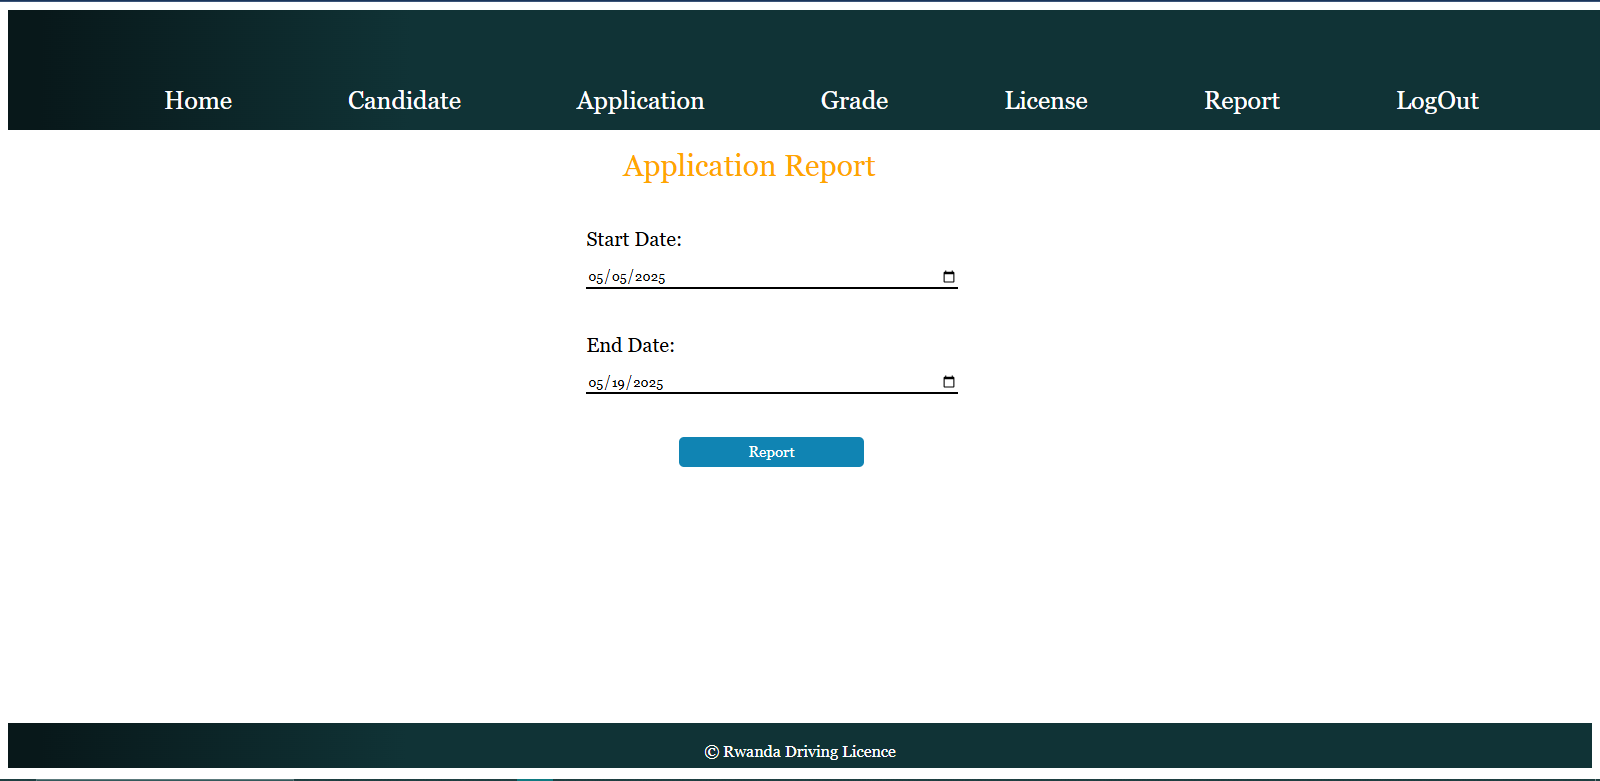 Home Candidate Application Grade License Report LogOut
Application Report
Start Date:
05/05/2025
End Date:
05/19/2025
Report
© Rwanda Driving Licence